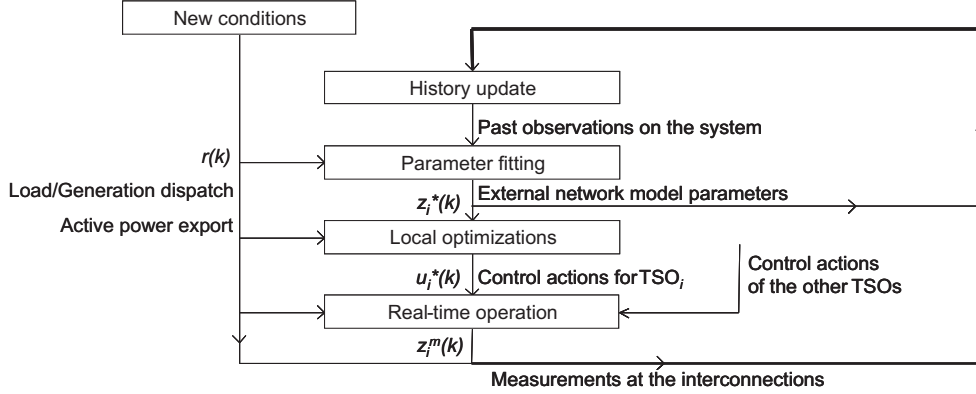 New conditions
History update
Past observations on the system
r(k)
Parameter fitting
Load/Generation dispatch
zᵢ*(k)
External network model parameters
Active power export
Local optimizations
uᵢ*(k)
Control actions for TSOᵢ
Control actions
of the other TSOs
Real-time operation
zᵢᵐ(k)
Measurements at the interconnections